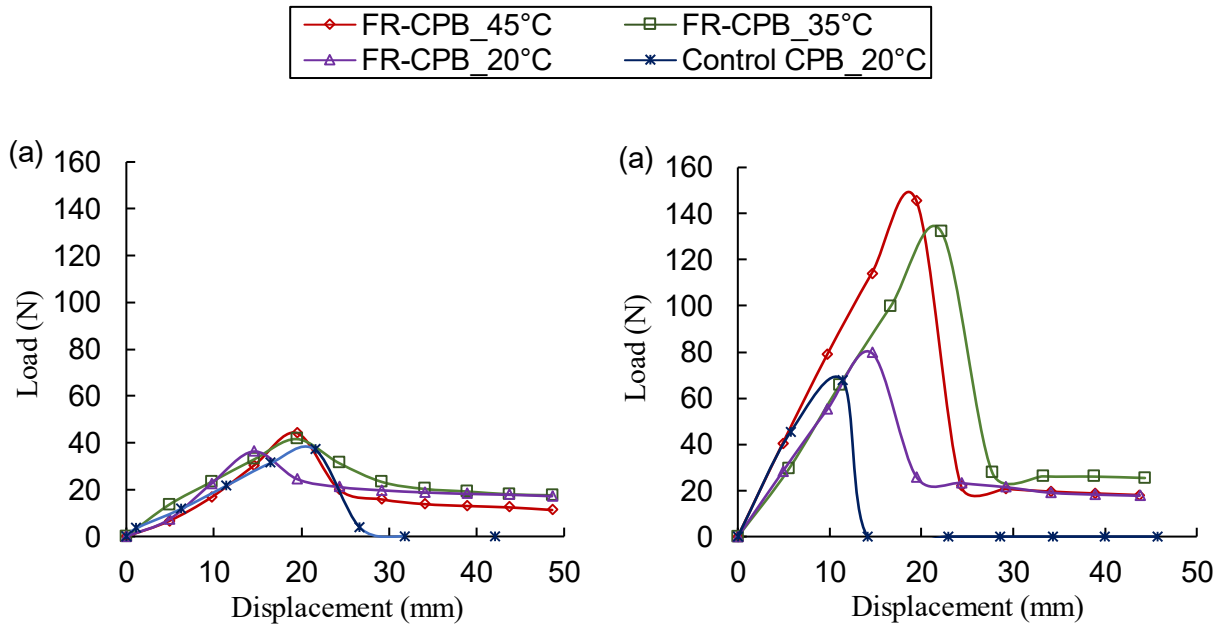 FR-CPB_45°C FR-CPB_35°C
FR-CPB_20°C Control CPB_20°C
(a)
160
140
120
100
80
60
40
20
0
Load (N)
0 10 20 30 40 50
Displacement (mm)
(a)
160
140
120
100
80
60
40
20
0
Load (N)
0 10 20 30 40 50
Displacement (mm)